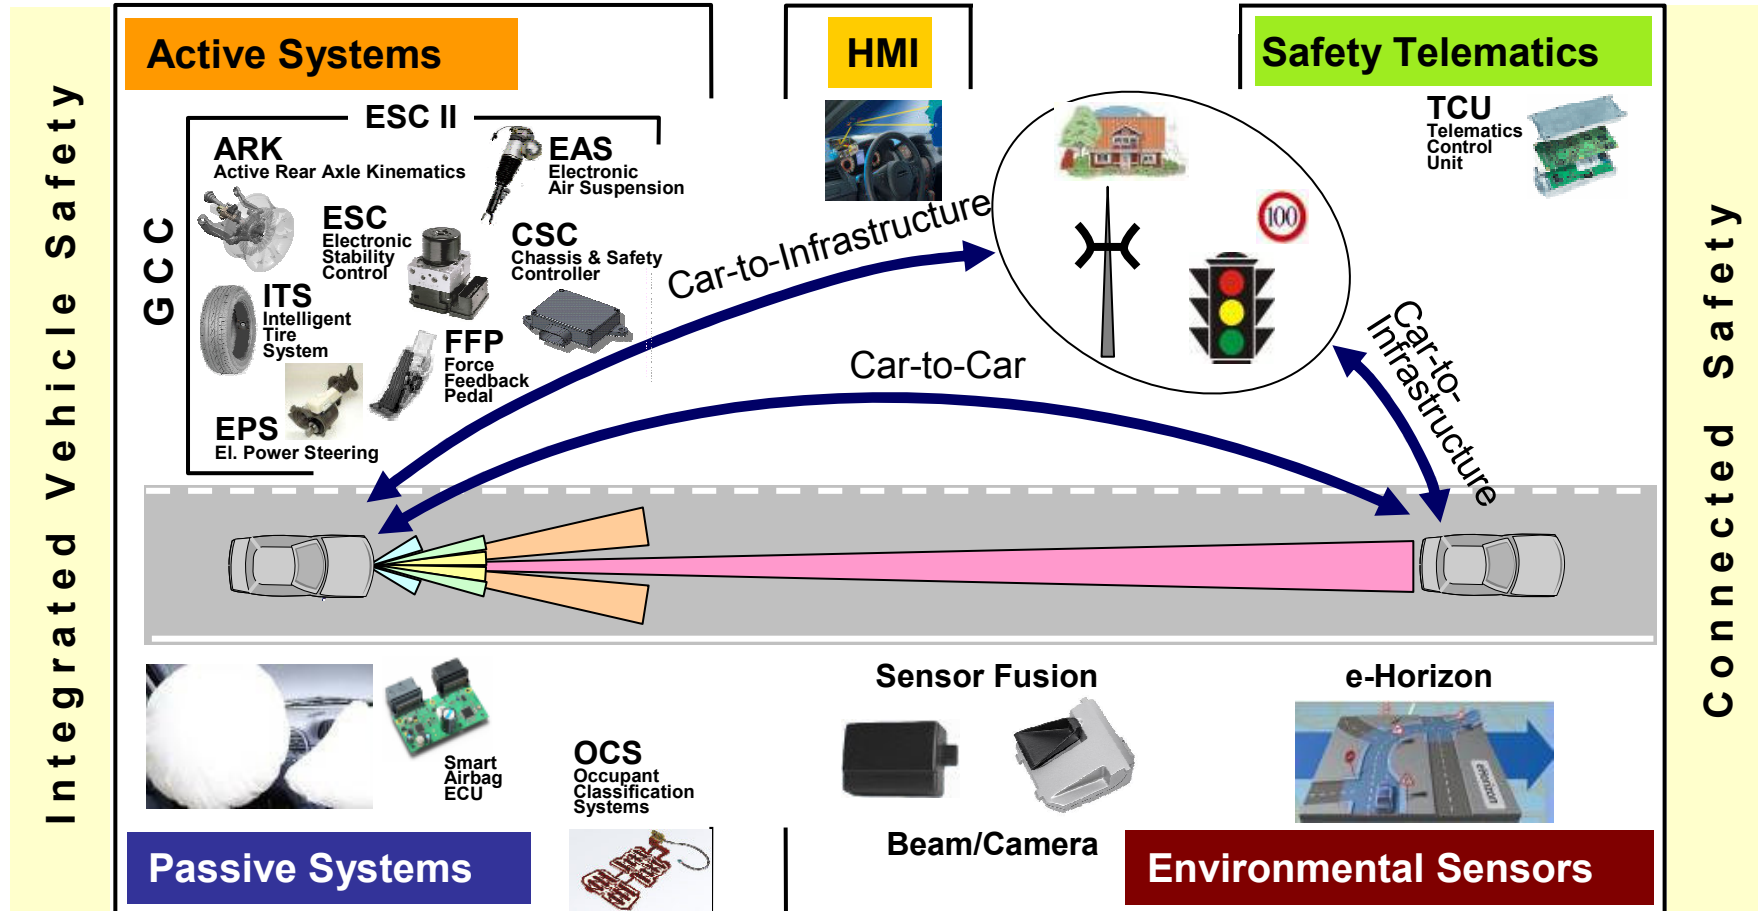 Integrated Vehicle Safety
Active Systems
HMI
Safety Telematics
ESC II
GCC
ARK
Active Rear Axle Kinematics
EAS
Electronic
Air Suspension
ESC
Electronic
Stability
Control
CSC
Chassis & Safety
Controller
ITS
Intelligent
Tire
System
FFP
Force
Feedback
Pedal
EPS
El. Power Steering
TCU
Telematics
Control
Unit
100
Car-to-Infrastructure
Car-to-Car
Car-to-
Infrastructure
Smart
Airbag
ECU
OCS
Occupant
Classification
Systems
Sensor Fusion
Beam/Camera
e-Horizon
eHorizon
Passive Systems
Environmental Sensors
Connected Safety